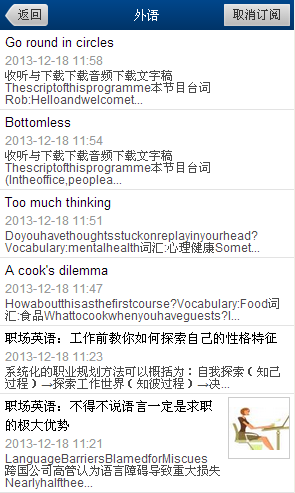 返回 外语 取消订阅
Go round in circles
2013-12-18 11:58
收听与下载下载音频下载文字稿
Thescriptofthisprogramme本节目台词
Rob:Helloandwelcomet...
Bottomless
2013-12-18 11:54
收听与下载下载音频下载文字稿
Thescriptofthisprogramme本节目台词
(Intheoffice,peoplea...
Too much thinking
2013-12-18 11:51
Doyouhavethoughtsstuckonreplayinyourhead?
Vocabulary:mentalhealth词汇:心理健康Somet...
A cook's dilemma
2013-12-18 11:47
Howaboutthisasthefirstcourse?Vocabulary:Food词
汇:食品Whattocookwhenyouhaveguests?I...
职场英语：工作前教你如何探索自己的性格特征
2013-12-18 11:23
系统化的职业规划方法可以概括为：自我探索（知己
过程）→探索工作世界（知彼过程）→决...
职场英语：不得不说语言一定是求职
的极大优势
2013-12-18 11:21
LanguageBarriersBlamedforMiscues
跨国公司高管认为语言障碍导致重大损失
Nearlyhalfthee...